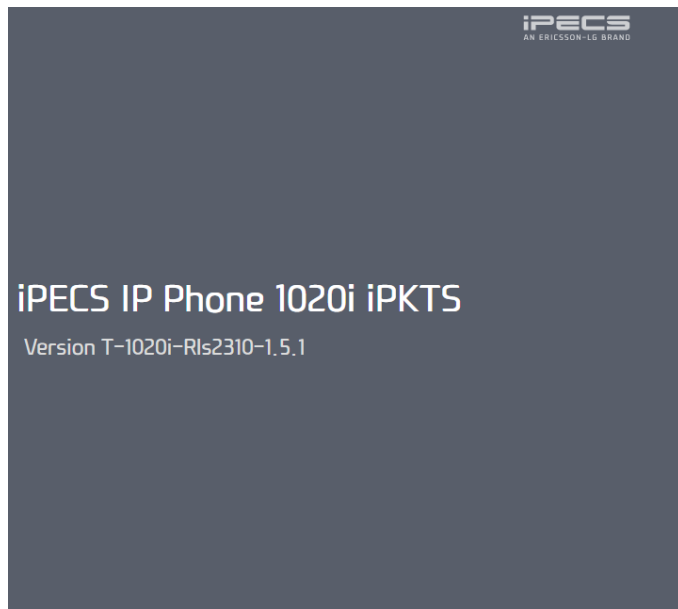 iPECS
AN ERICSSON-LG BRAND
iPECS IP Phone 1020i iPKTS
Version T-1020i-Rls2310-1.5.1